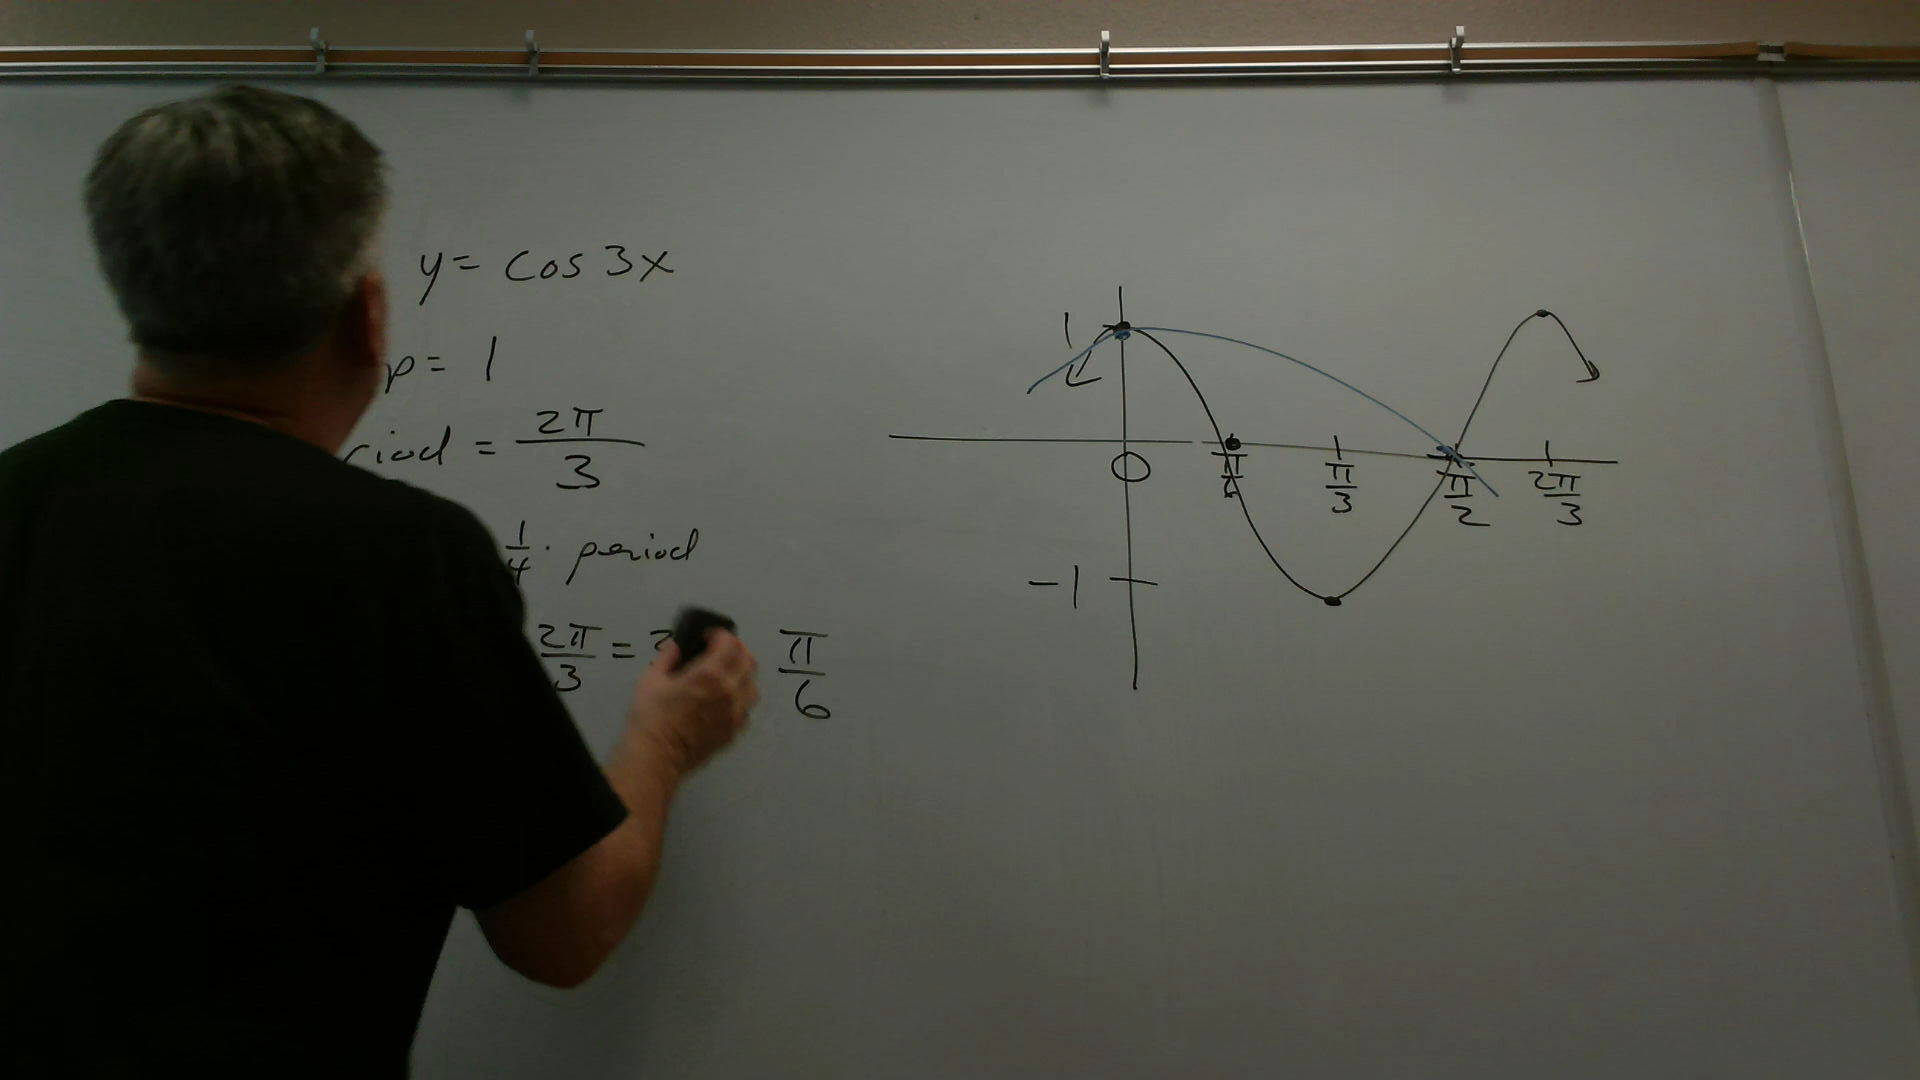 y = cos 3x
p = 1
riod = 2π/3
1/4 · period
2π/3 = 2 π/6
1
0 π/6 π/3 π/2 2π/3
-1